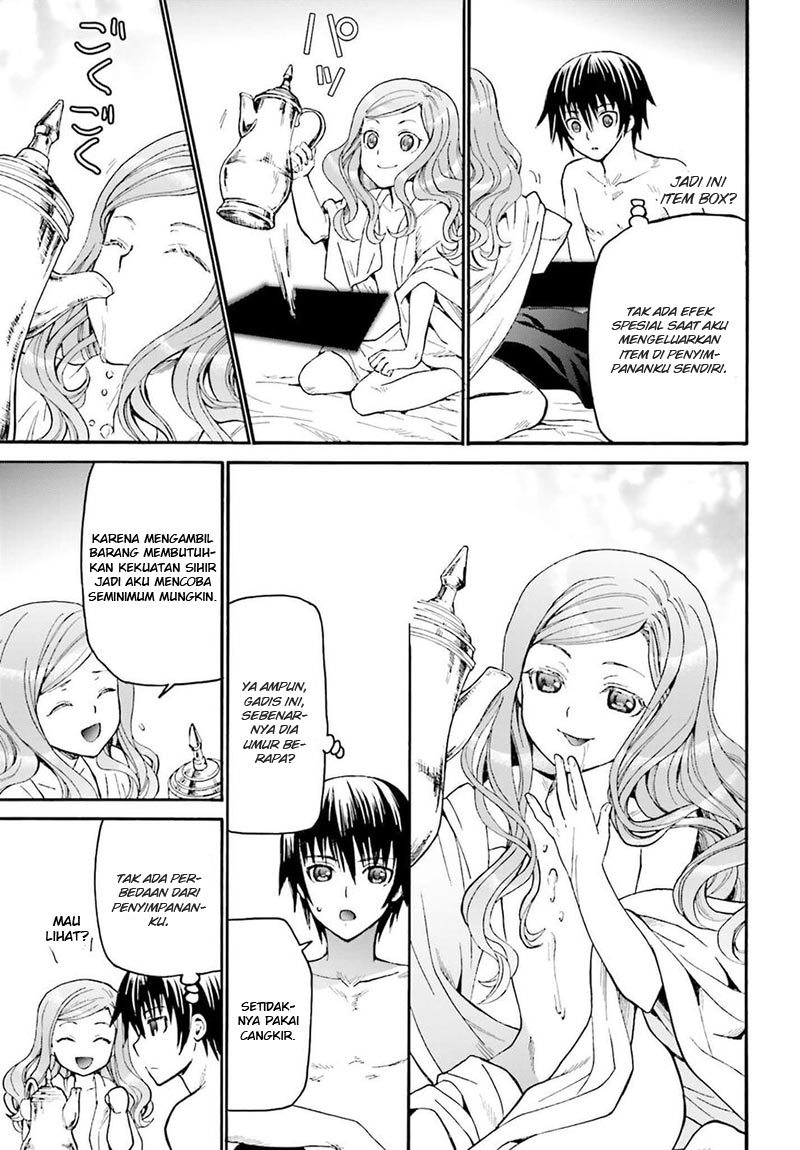 JADI INI
ITEM BOX?
TAK ADA EFEK
SPESIAL SAAT AKU
MENGELUARKAN
ITEM DI PENYIM-
PANANKU SENDIRI.
パッ
ごくごく
YA AMPUN,
GADIS INI,
SEBENAR-
NYA DIA
UMUR BE-
RAPA?
SETIDAK-
NYA PAKAI
CANGKIR.
KARENA MENGAMBIL
BARANG MEMBUTUH-
KAN KEKUATAN SIHIR
JADI AKU MENCOBA
SEMINIMUM MUNGKIN.
TAK ADA PER-
BEDAAN DARI
PENYIMPANAN-
KU.
MAU
LIHAT?